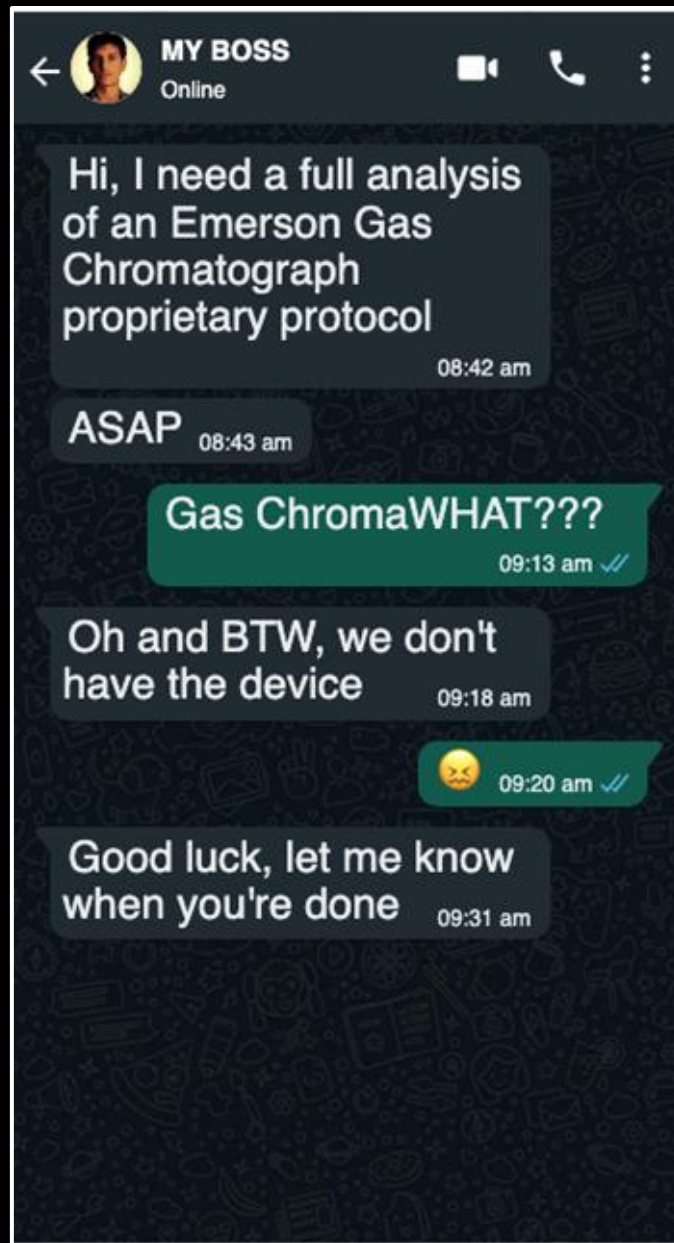 MY BOSS
Online
Hi, I need a full analysis
of an Emerson Gas
Chromatograph
proprietary protocol
08:42 am
ASAP 08:43 am
Gas ChromaWHAT???
09:13 am
Oh and BTW, we don't
have the device 09:18 am
😖 09:20 am
Good luck, let me know
when you're done 09:31 am